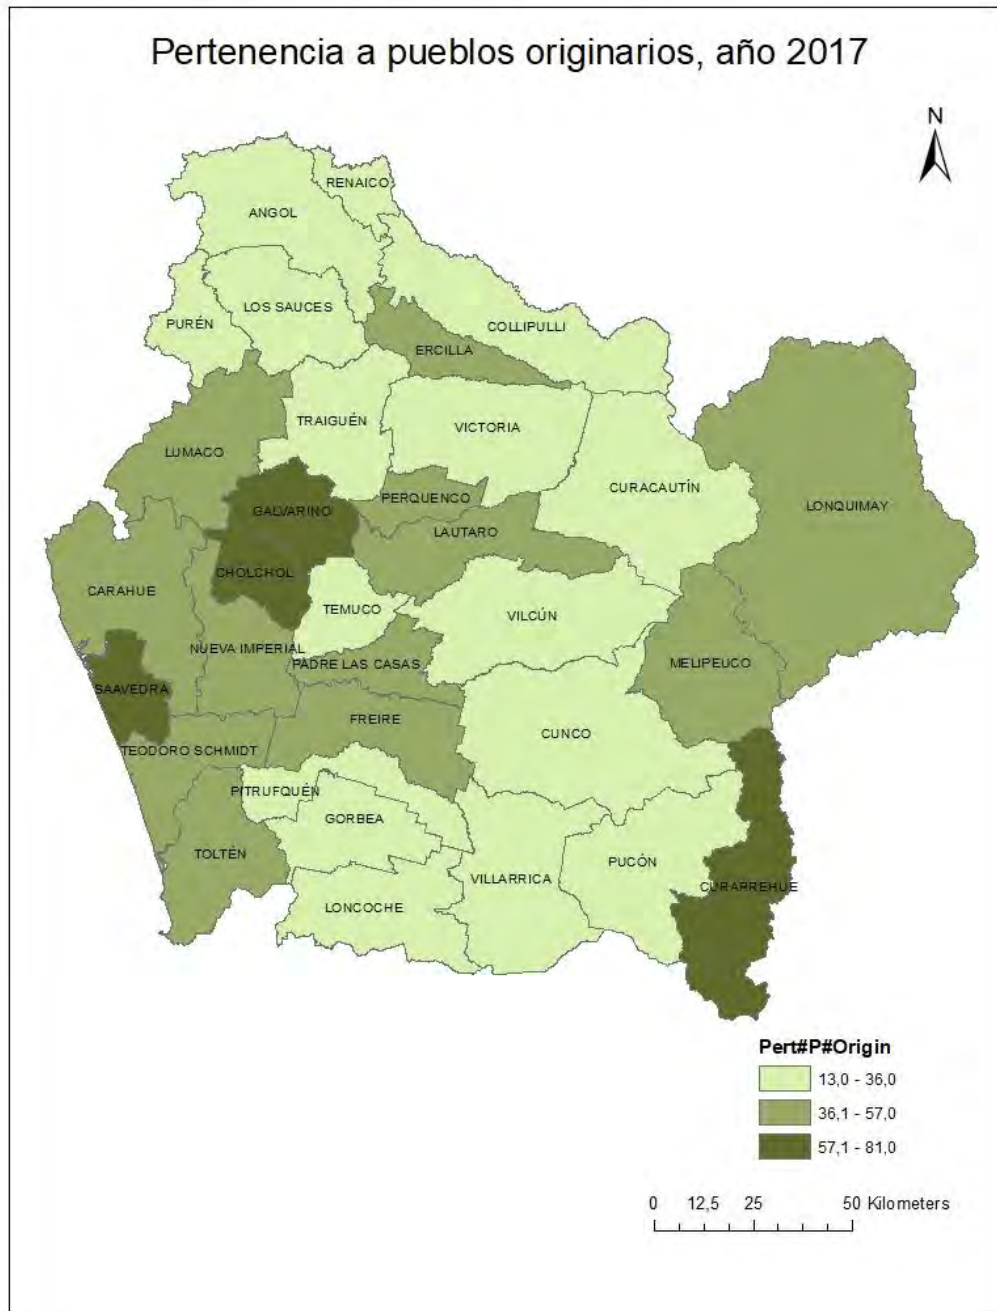 Pertenencia a pueblos originarios, año 2017
N
RENAICO
ANGOL
LOS SAUCES
PURÉN
COLLIPULLI
ERCILLA
TRAIGUÉN
VICTORIA
LUMACO
CURACAUTÍN
PERQUENCO
LONQUIMAY
GALVARINO
LAUTARO
CHOLCHOL
CARAHUE
TEMUCO
VILCÚN
NUEVA IMPERIAL
PADRE LAS CASAS
MELIPEUCO
SAAVEDRA
FREIRE
CUNCO
TEODORO SCHMIDT
PITRUFQUÉN
GORBEA
TOLTÉN
PUCÓN
VILLARRICA
CURARREHUE
LONCOCHE
Pert#P#Origin
13,0 - 36,0
36,1 - 57,0
57,1 - 81,0
0 12,5 25 50 Kilometers